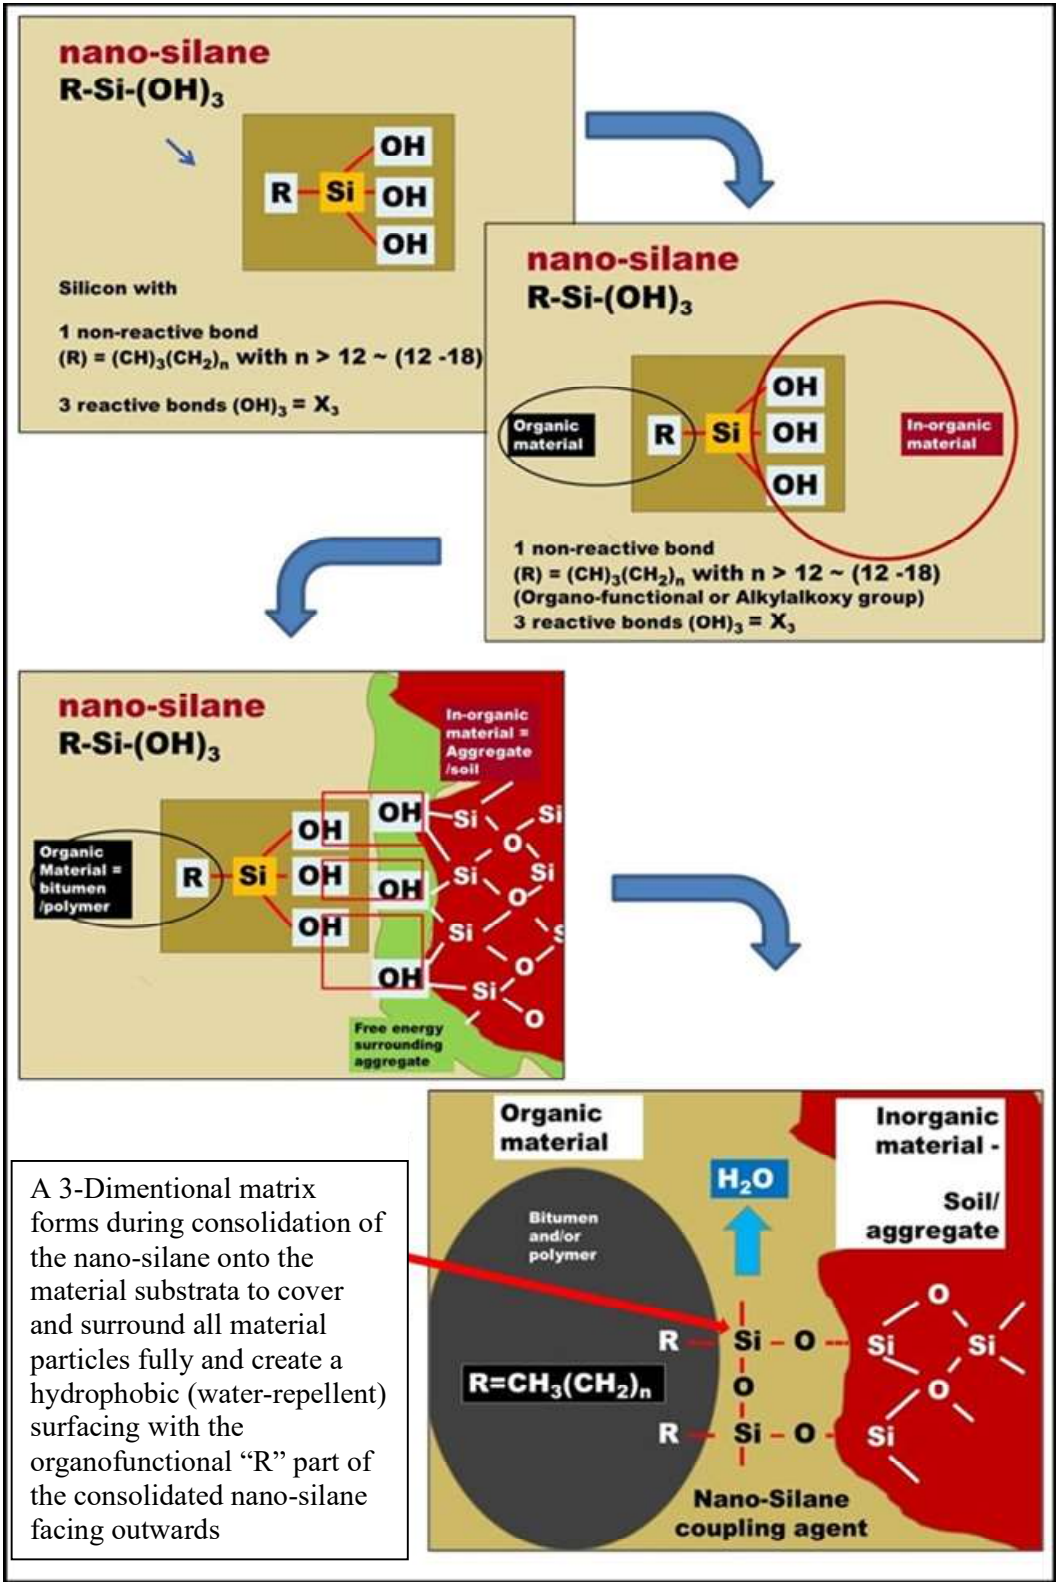 nano-silane
R-Si-(OH)₃
OH
R
Si
OH
OH
Silicon with
1 non-reactive bond
(R) = (CH)₃(CH₂)ₙ with n > 12 ~ (12 -18)
3 reactive bonds (OH)₃ = X₃
nano-silane
R-Si-(OH)₃
Organic
material
OH
R
Si
OH
OH
In-organic
material
1 non-reactive bond
(R) = (CH)₃(CH₂)ₙ with n > 12 ~ (12 -18)
(Organo-functional or Alkylalkoxy group)
3 reactive bonds (OH)₃ = X₃
nano-silane
R-Si-(OH)₃
In-organic
material =
Aggregate
/soil
Organic
Material =
bitumen
/polymer
R
Si
OH
OH
OH
OH
OH
OH
Si
Si
O
Si
Si
O
Si
S
O
Si
O
Free energy
surrounding
aggregate
A 3-Dimentional matrix
forms during consolidation of
the nano-silane onto the
material substrata to cover
and surround all material
particles fully and create a
hydrophobic (water-repellent)
surfacing with the
organofunctional “R” part of
the consolidated nano-silane
facing outwards
Organic
material
Inorganic
material -
Soil/
aggregate
H₂O
Bitumen
and/or
polymer
O
R
Si
O
Si
Si
R=CH₃(CH₂)ₙ
O
O
R
Si
O
Si
Nano-Silane
coupling agent